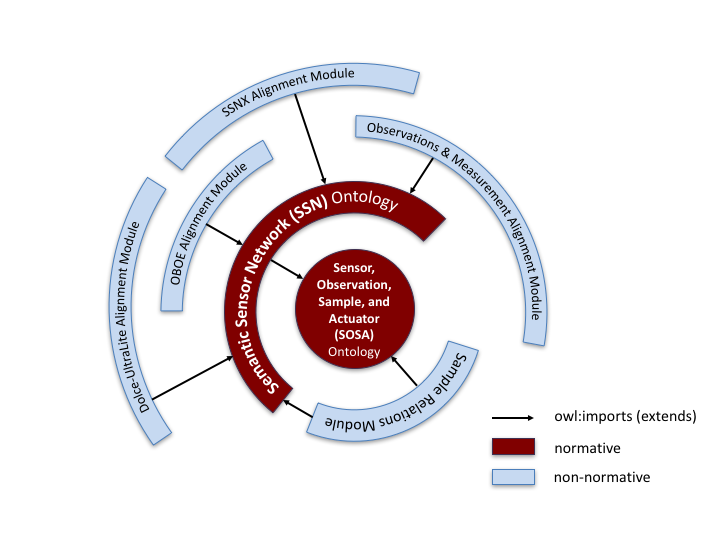 SSNX Alignment Module
Observations & Measurement Alignment Module
OBOE Alignment Module
Dolce-UltraLite Alignment Module
Semantic Sensor Network (SSN) Ontology
Sensor,
Observation,
Sample, and
Actuator
(SOSA)
Ontology
Sample Relations Module
owl:imports (extends)
normative
non-normative